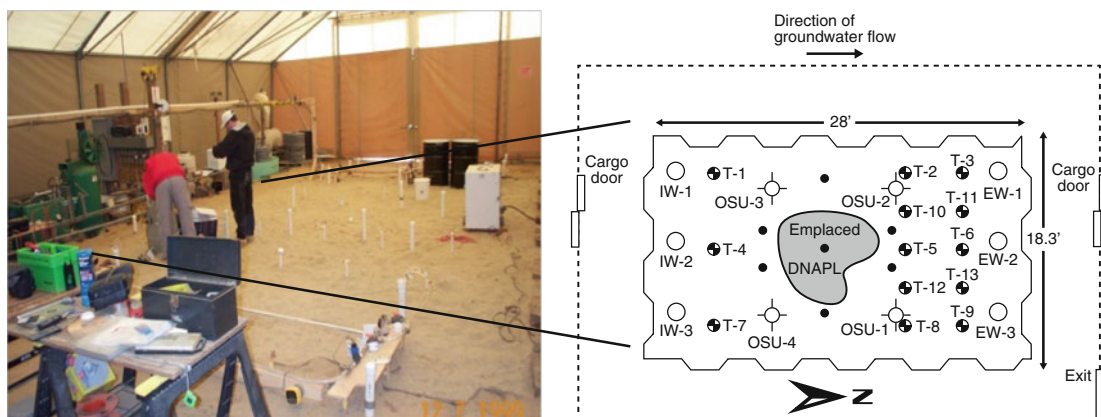 Direction of
groundwater flow
28'
Cargo
door
IW-1
T-1
OSU-3
OSU-2
T-2
T-3
EW-1
Cargo
door
T-10
T-11
Emplaced
DNAPL
IW-2
T-4
T-5
T-6
EW-2
18.3'
T-12
T-13
IW-3
T-7
OSU-4
OSU-1
T-8
T-9
EW-3
Exit
N